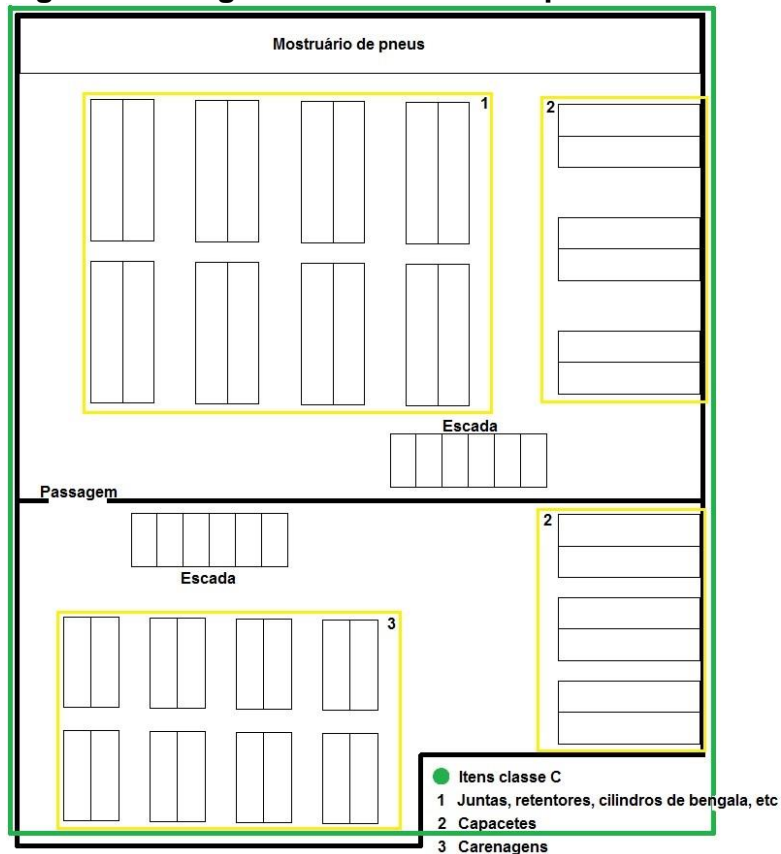 Mostruário de pneus
1
2
Escada
Passagem
2
Escada
3
Itens classe C
1 Juntas, retentores, cilindros de bengala, etc
2 Capacetes
3 Carenagens